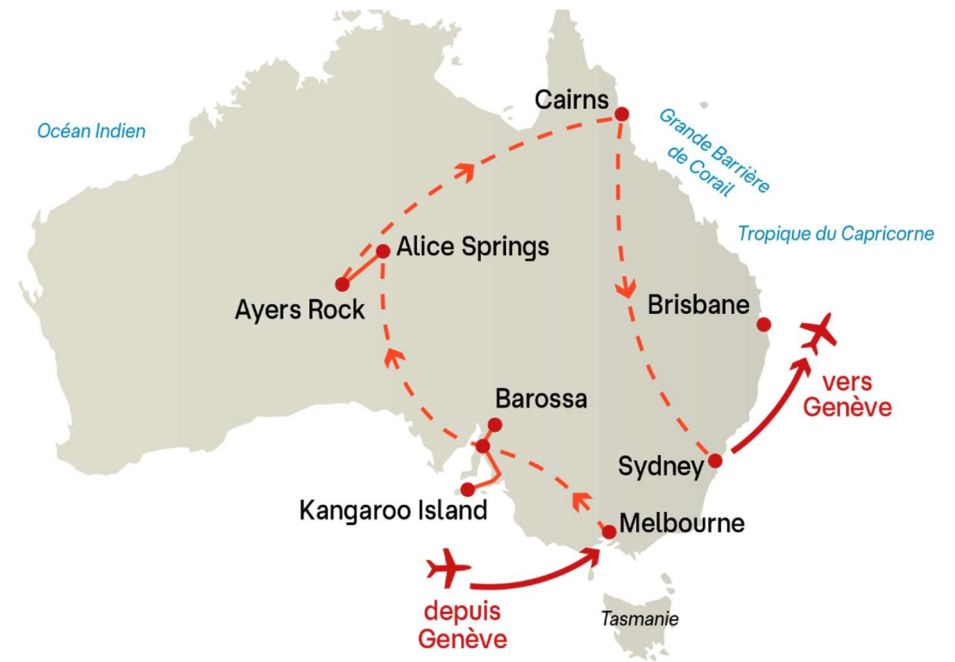 Cairns
Océan Indien
Grande Barrière
de Corail
Tropique du Capricorne
Alice Springs
Ayers Rock
Brisbane
vers
Genève
Barossa
Sydney
Kangaroo Island
Melbourne
depuis
Genève
Tasmanie